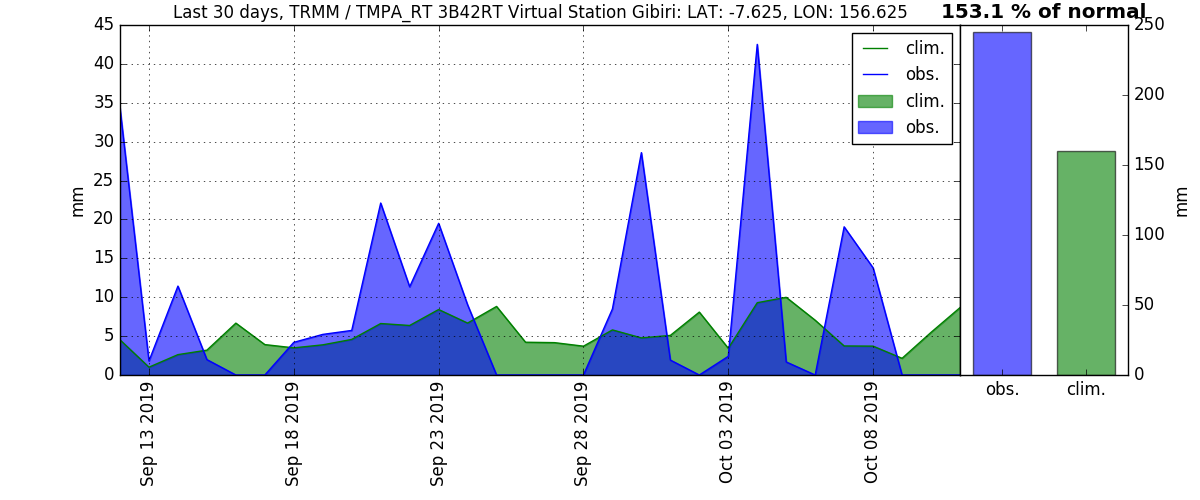 Last 30 days, TRMM / TMPA_RT 3B42RT Virtual Station Gibiri: LAT: -7.625, LON: 156.625
153.1 % of normal
mm
45
40
35
30
25
20
15
10
5
0
clim.
obs.
clim.
obs.
Sep 13 2019
Sep 18 2019
Sep 23 2019
Sep 28 2019
Oct 03 2019
Oct 08 2019
250
200
150
100
50
0
mm
obs.
clim.